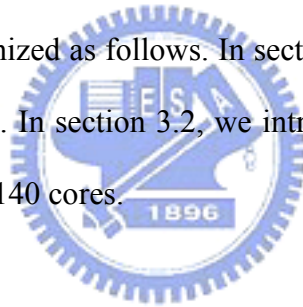 nized as follows. In sect
. In section 3.2, we intr
140 cores.
E S A
1896